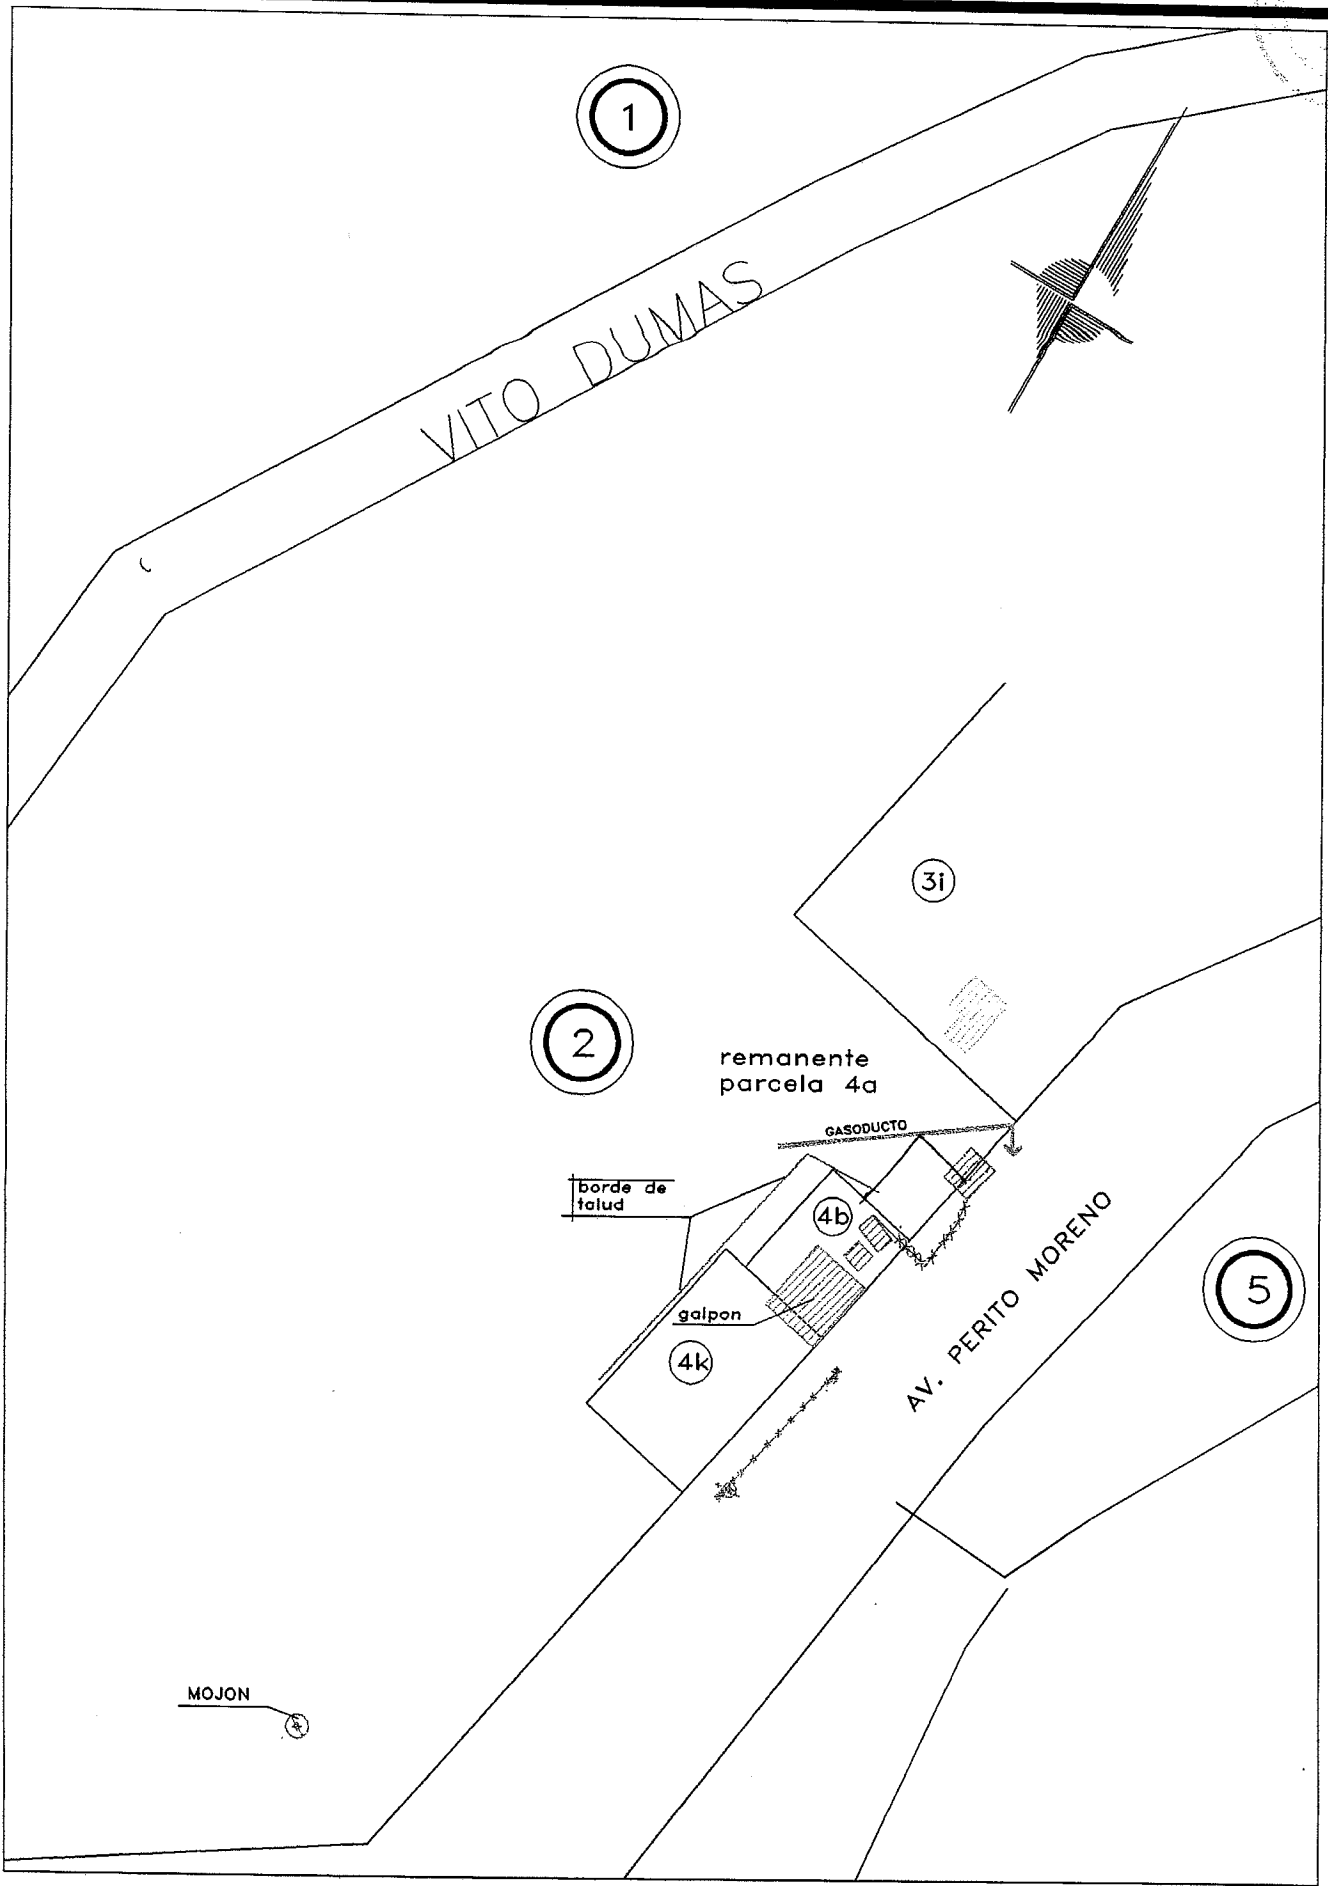 1
VITO DUMAS
3i
2
remanente
parcela 4a
GASODUCTO
borde de
talud
4b
AV. PERITO MORENO
5
galpon
4k
MOJON